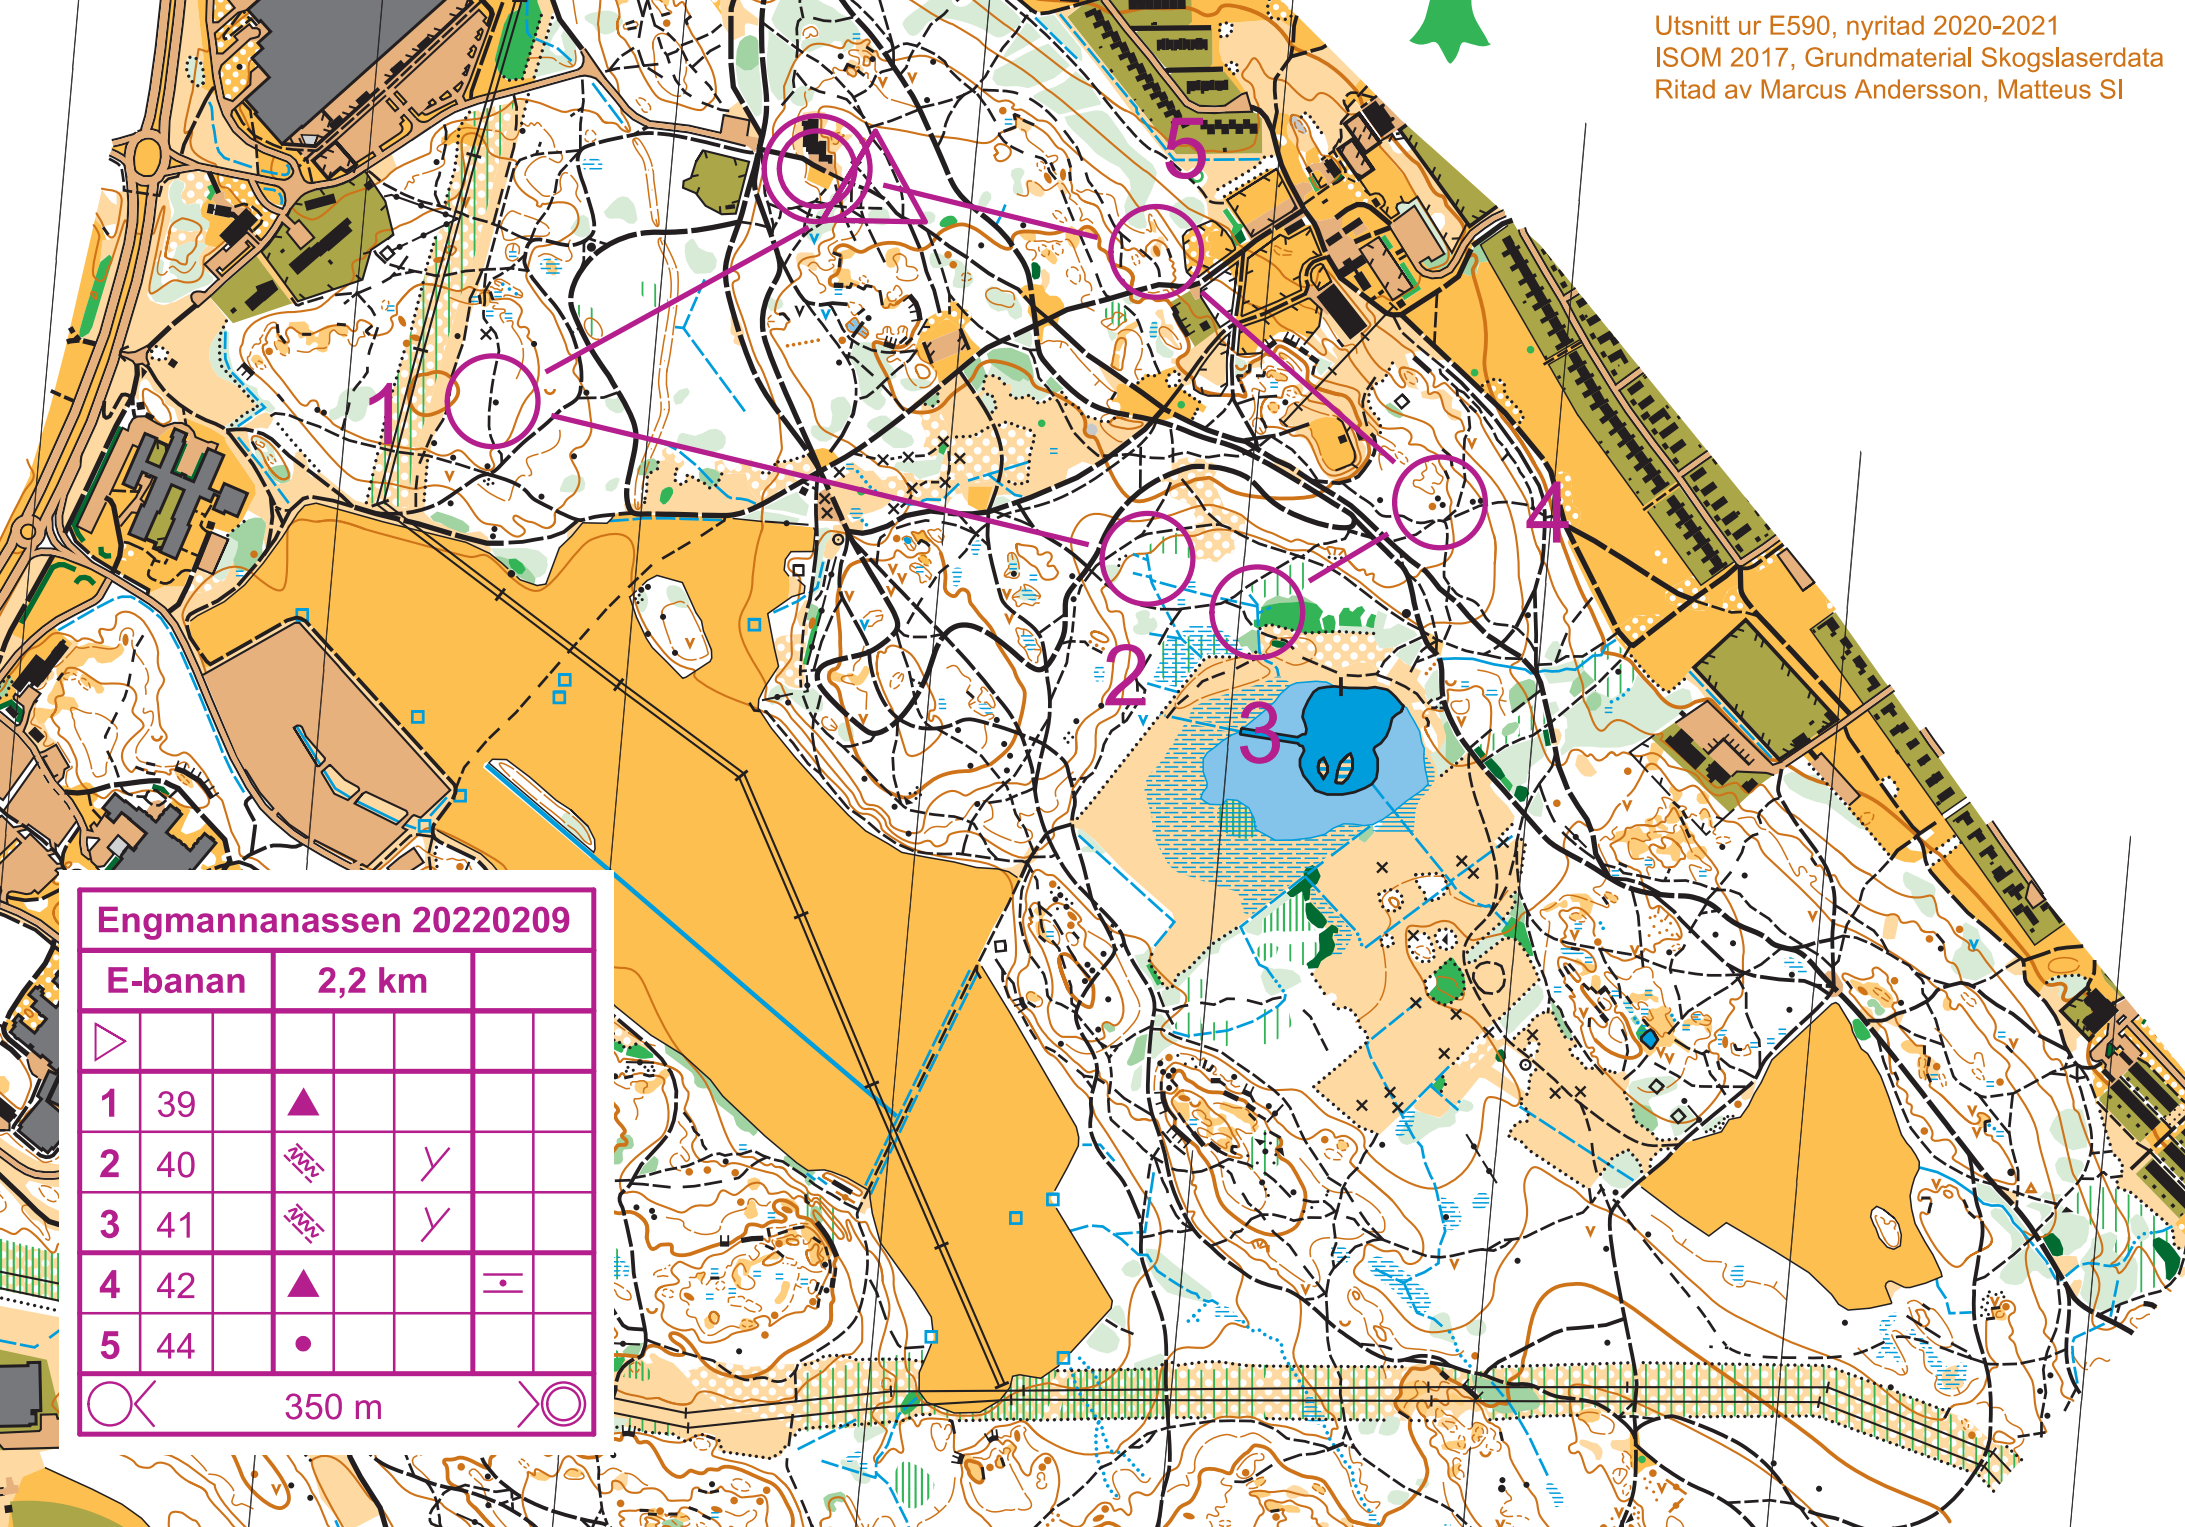 Utsnitt ur E590, nyritad 2020-2021
ISOM 2017, Grundmaterial Skogslaserdata
Ritad av Marcus Andersson, Matteus SI
5
1
4
2
3
Engmannanassen 20220209
E-banan 2,2 km
1 39
2 40
3 41
4 42
5 44
350 m